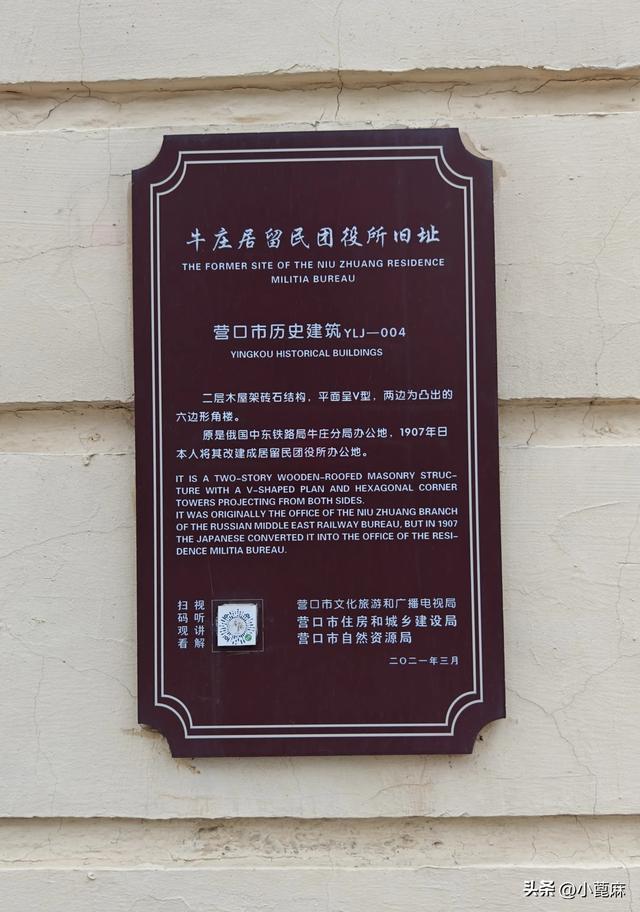 牛庄居留民团役所旧址
THE FORMER SITE OF THE NIU ZHUANG RESIDENCE
MILITIA BUREAU
营口市历史建筑YLJ—004
YINGKOU HISTORICAL BUILDINGS
二层木屋架砖石结构，平面呈V型，两边为凸出的
六边形角楼。
原是俄国中东铁路局牛庄分局办公地，1907年日
本人将其改建成居留民团役所办公地。
IT IS A TWO-STORY WOODEN-ROOFED MASONRY STRUC-
TURE WITH A V-SHAPED PLAN AND HEXAGONAL CORNER
TOWERS PROJECTING FROM BOTH SIDES.
IT WAS ORIGINALLY THE OFFICE OF THE NIU ZHUANG BRANCH
OF THE RUSSIAN MIDDLE EAST RAILWAY BUREAU, BUT IN 1907
THE JAPANESE CONVERTED IT INTO THE OFFICE OF THE RESI-
DENCE MILITIA BUREAU.
扫码观看
视听讲解
营口市文化旅游和广播电视局
营口市住房和城乡建设局
营口市自然资源局
二〇二一年三月
头条 @小蓖麻